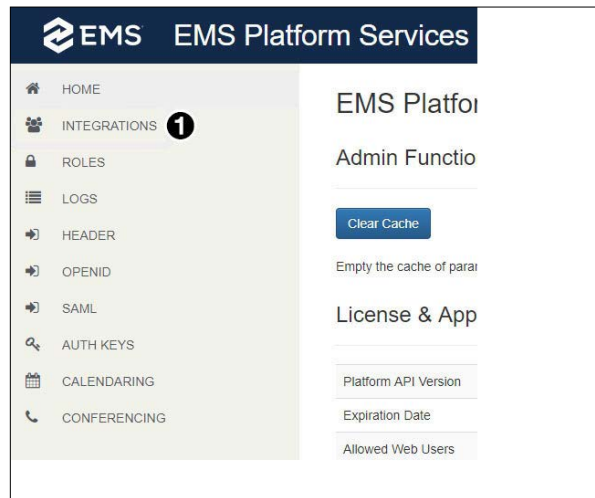 EMS EMS Platform Services
HOME
INTEGRATIONS 1
ROLES
LOGS
HEADER
OPENID
SAML
AUTH KEYS
CALENDARING
CONFERENCING
EMS Platfor
Admin Functio
Clear Cache
Empty the cache of parar
License & App
Platform API Version
Expiration Date
Allowed Web Users